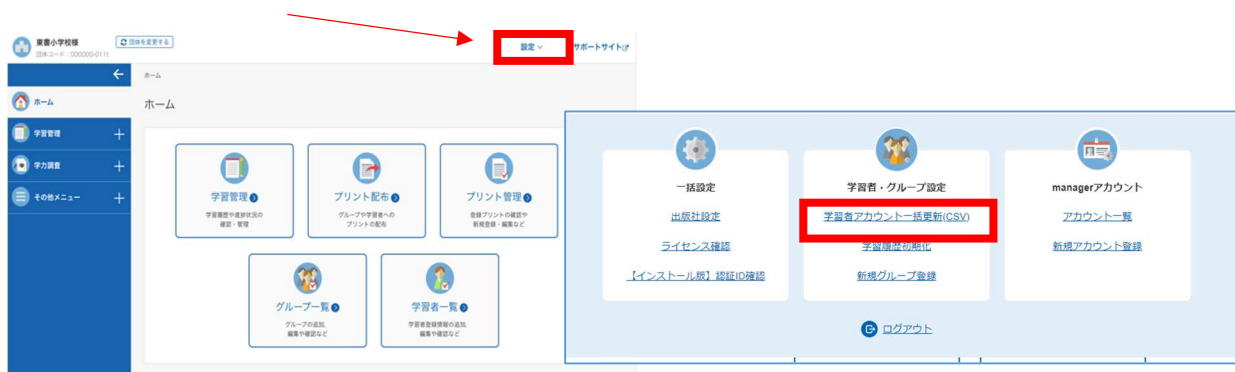 東書小学校様
団体コード：000000-0111t
団体を変更する
設定
サポートサイト
ホーム
ホーム
ホーム
学習管理
学力調査
その他メニュー
学習管理
学習履歴や進捗状況の
確認・管理
プリント配布
グループや学習者への
プリントの配布
プリント管理
登録プリントの確認や
新規登録・編集など
グループ一覧
グループの追加、
編集や確認など
学習者一覧
学習者登録情報の追加、
編集や確認など
一括設定
出版社設定
ライセンス確認
【インストール版】認証ID確認
学習者・グループ設定
学習者アカウント一括更新(CSV)
学習履歴初期化
新規グループ登録
managerアカウント
アカウント一覧
新規アカウント登録
ログアウト